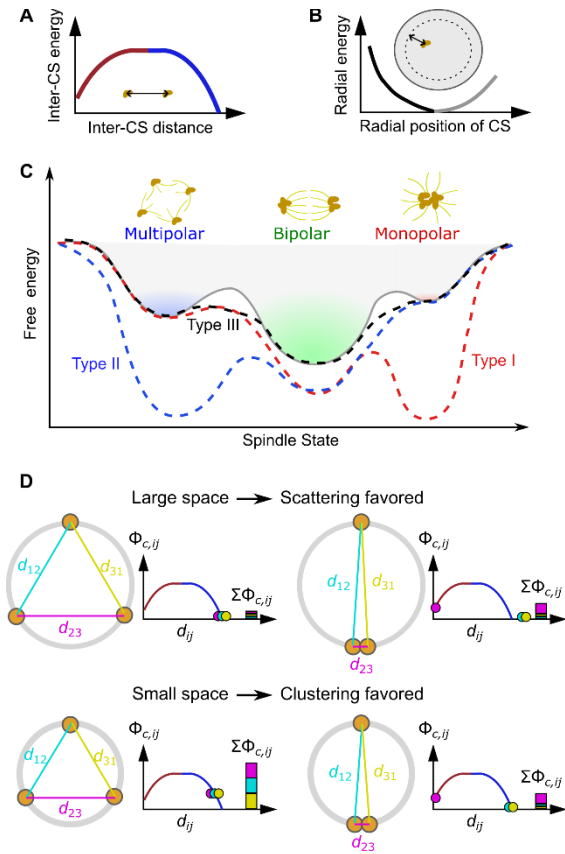 A
Inter-CS energy
Inter-CS distance
B
Radial energy
Radial position of CS
C
Free energy
Multipolar
Bipolar
Monopolar
Type III
Type II
Type I
Spindle State
D
Large space → Scattering favored
d12
d31
d23
Φc,ij
ΣΦc,ij
dij
d12
d31
d23
Φc,ij
ΣΦc,ij
dij
Small space → Clustering favored
d12
d31
d23
Φc,ij
ΣΦc,ij
dij
d12
d31
d23
Φc,ij
ΣΦc,ij
dij